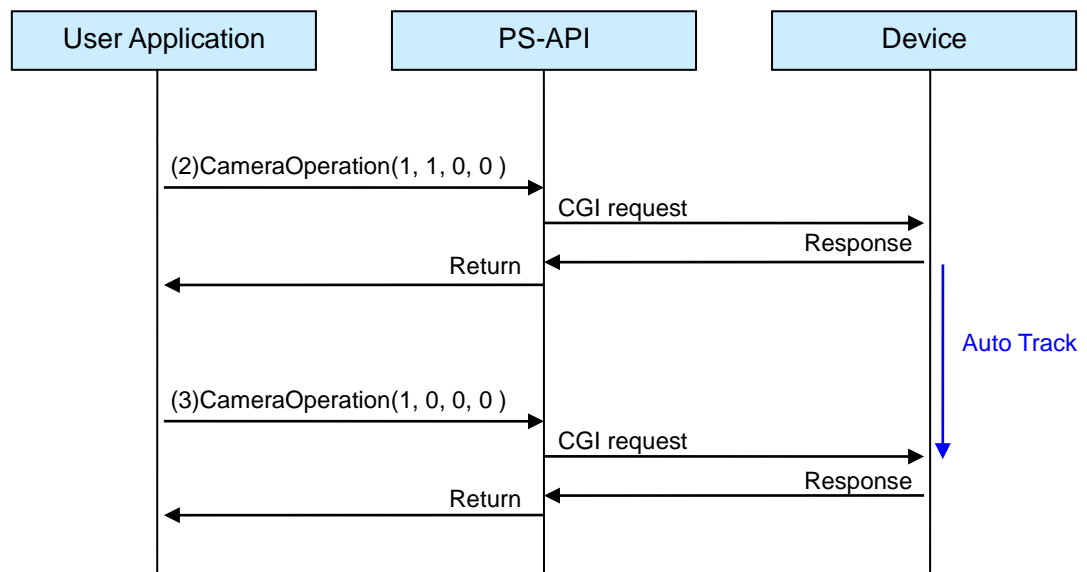 User Application
PS-API
Device
(2)CameraOperation(1, 1, 0, 0 )
CGI request
Response
Return
Auto Track
(3)CameraOperation(1, 0, 0, 0 )
CGI request
Response
Return